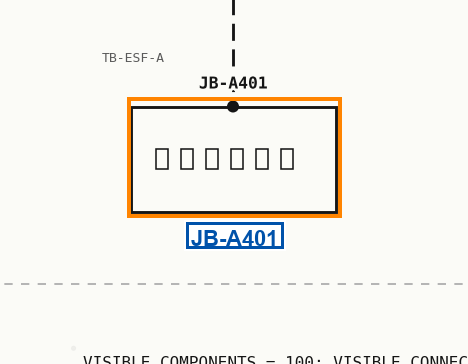 TB-ESF-A
JB-A401
JB-A401
VISIBLE COMPONENTS = 100; VISIBLE CONNEC